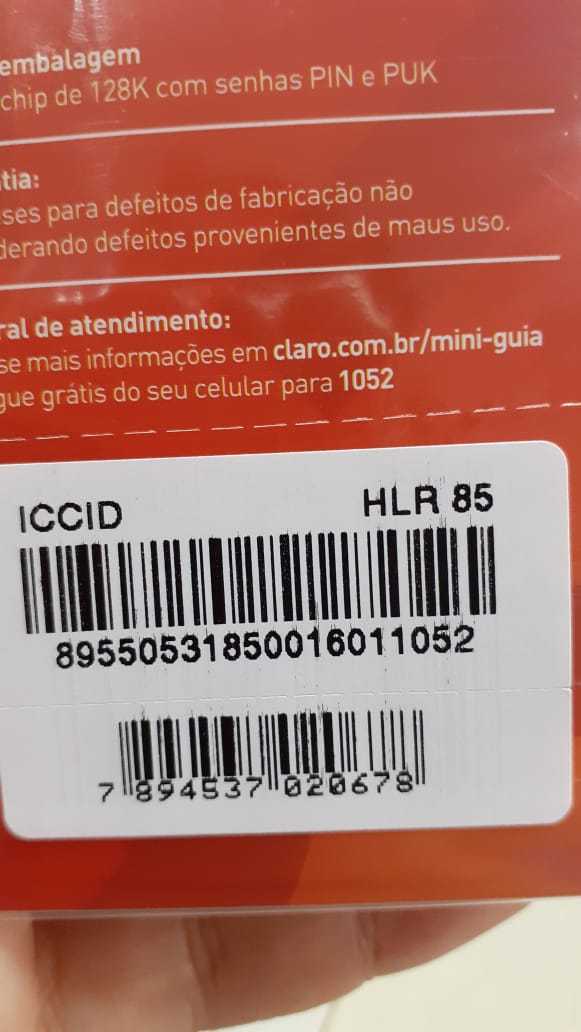 embalagem
chip de 128K com senhas PIN e PUK
tia:
ses para defeitos de fabricação não
derando defeitos provenientes de maus uso.
ral de atendimento:
se mais informações em claro.com.br/mini-guia
gue grátis do seu celular para 1052
ICCID HLR 85
89550531850016011052
7 894537 020678